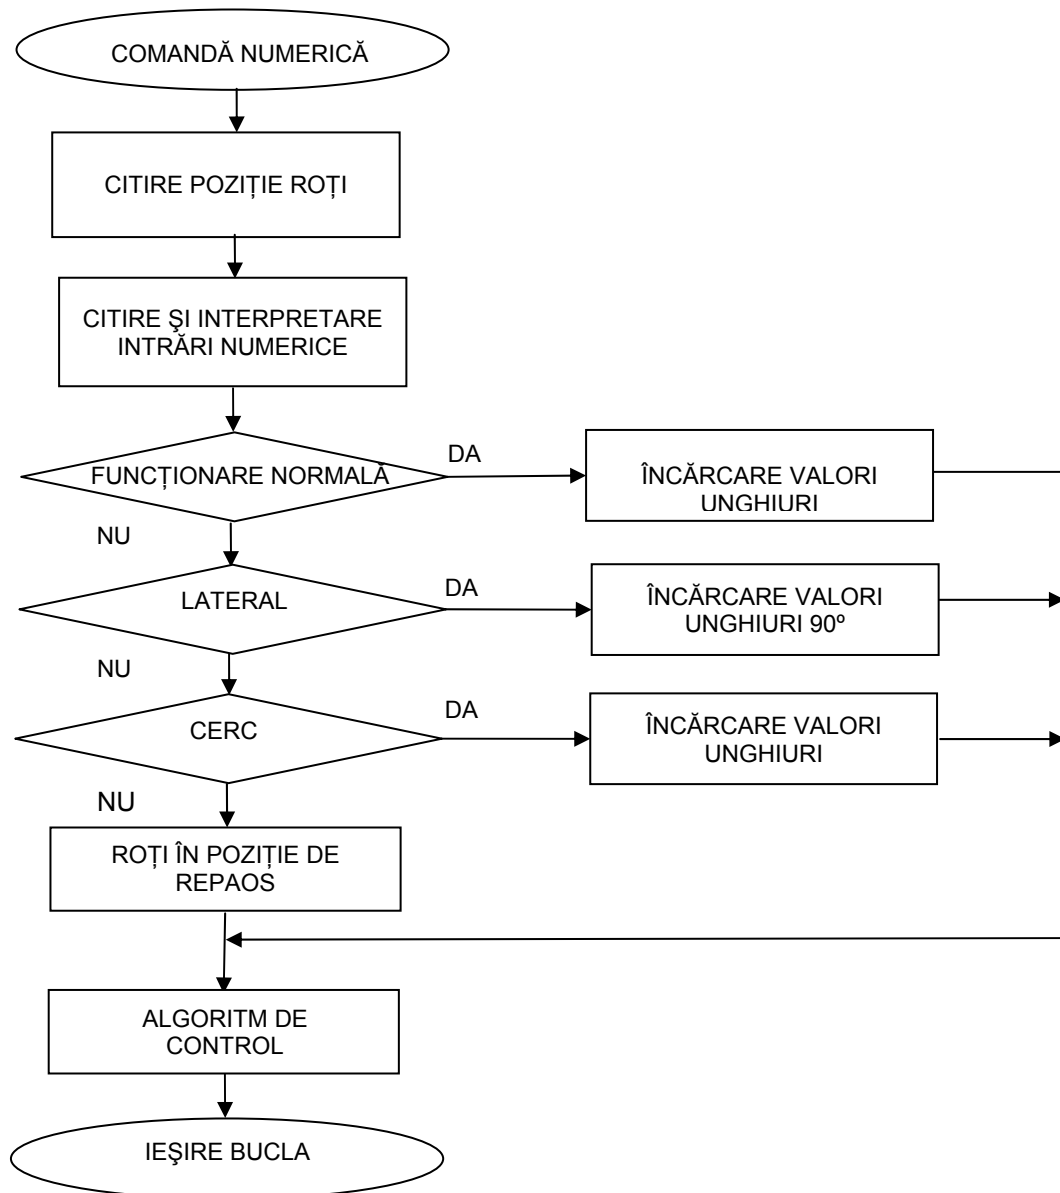 COMANDĂ NUMERICĂ
CITIRE POZIȚIE ROȚI
CITIRE ŞI INTERPRETARE
INTRĂRI NUMERICE
FUNCȚIONARE NORMALĂ
DA
ÎNCĂRCARE VALORI
UNGHIURI
NU
LATERAL
DA
ÎNCĂRCARE VALORI
UNGHIURI 90º
NU
CERC
DA
ÎNCĂRCARE VALORI
UNGHIURI
NU
ROȚI ÎN POZIȚIE DE
REPAOS
ALGORITM DE
CONTROL
IEŞIRE BUCLA